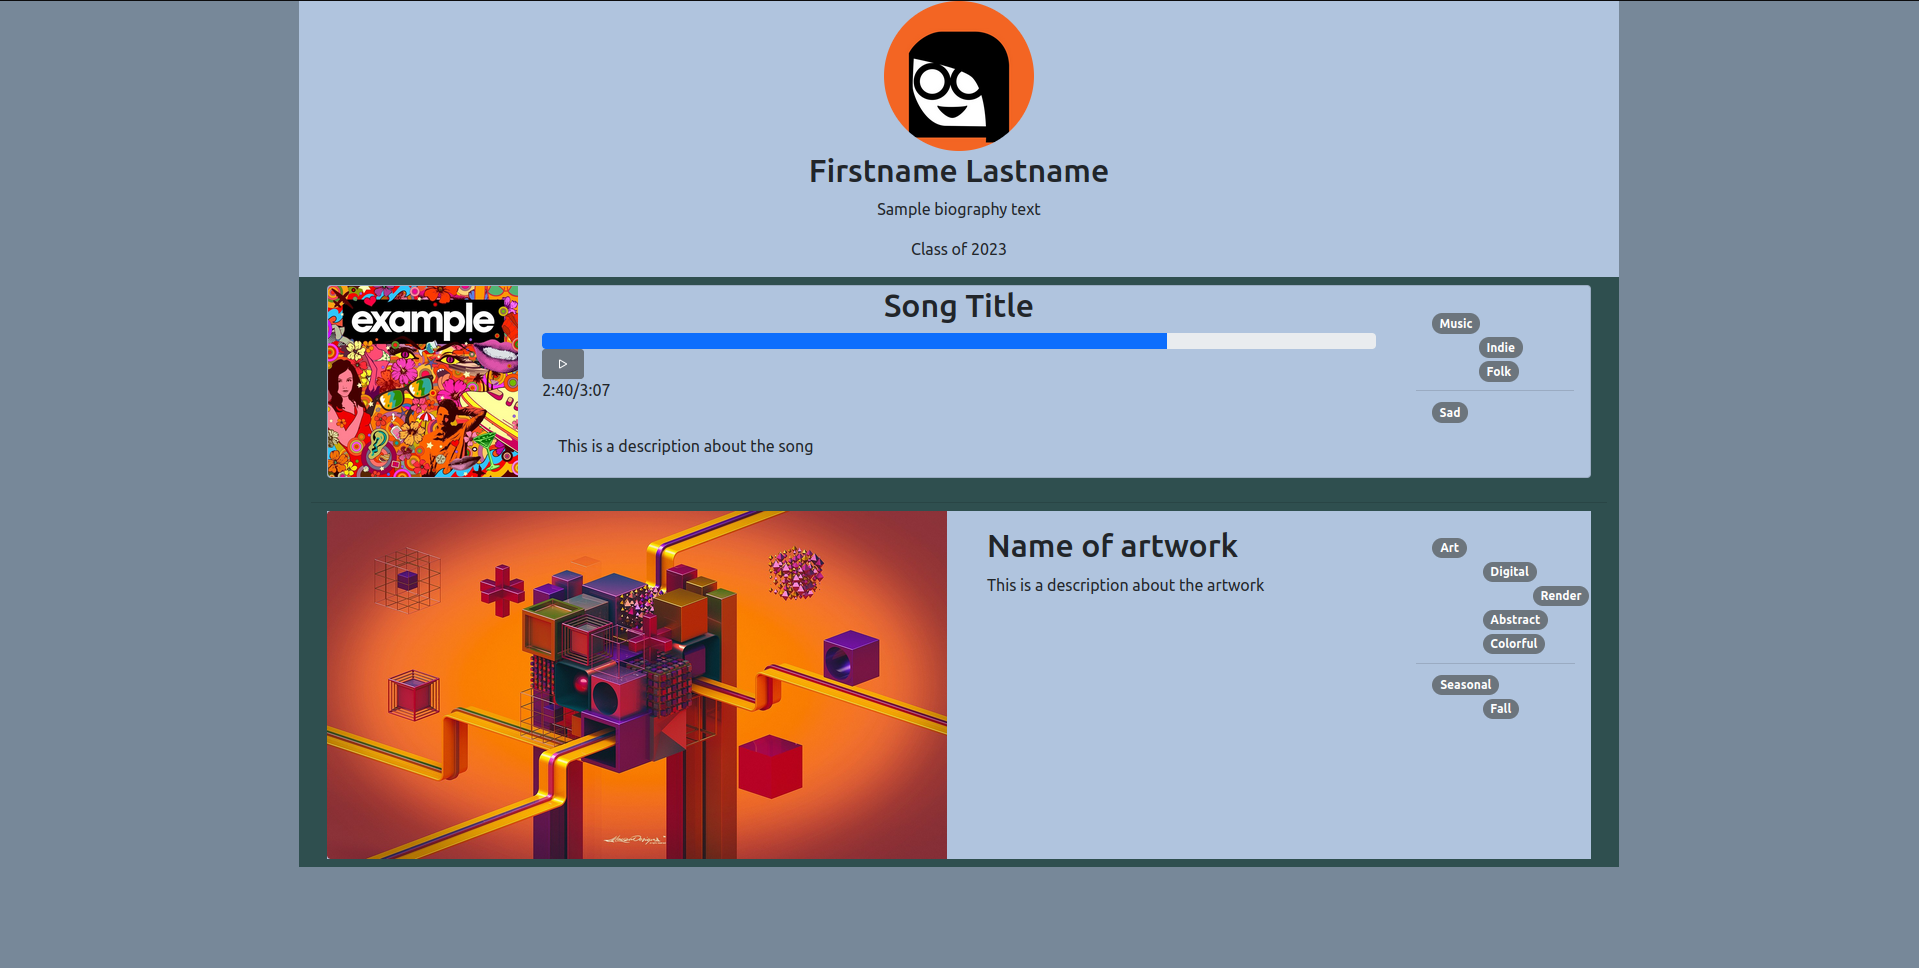 Firstname Lastname
Sample biography text
Class of 2023
example
Song Title
2:40/3:07
This is a description about the song
Music
Indie
Folk
Sad
Name of artwork
This is a description about the artwork
Art
Digital
Render
Abstract
Colorful
Seasonal
Fall